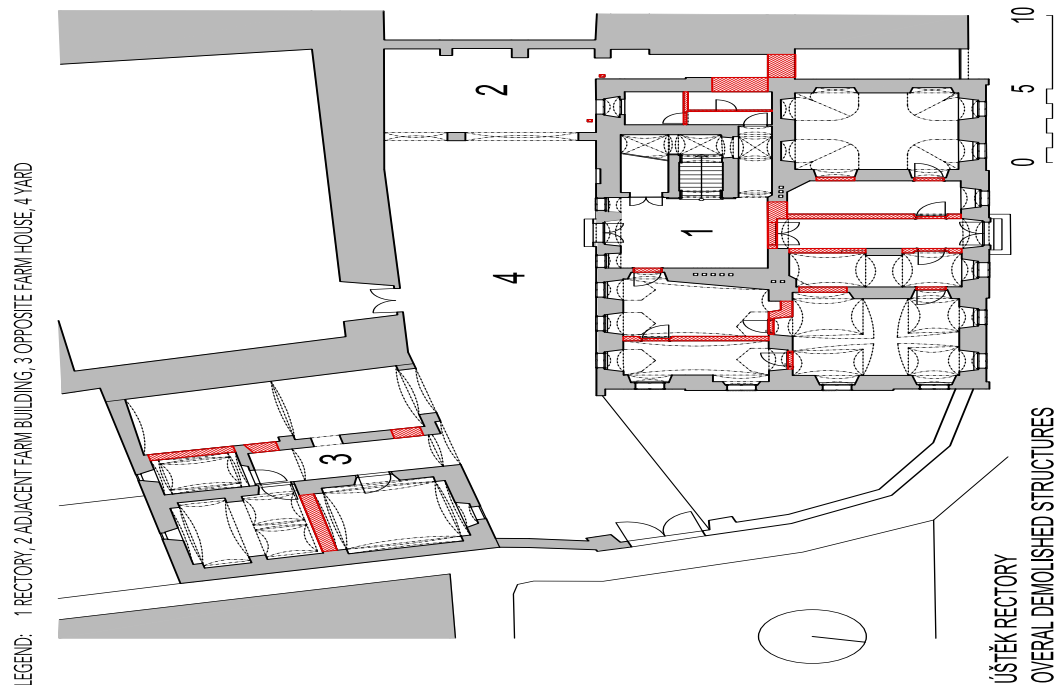 LEGEND: 1 RECTORY, 2 ADJACENT FARM BUILDING, 3 OPPOSITE FARM HOUSE, 4 YARD
2
1
4
3
0 5 10
ÚŠTĚK RECTORY
OVERAL DEMOLISHED STRUCTURES